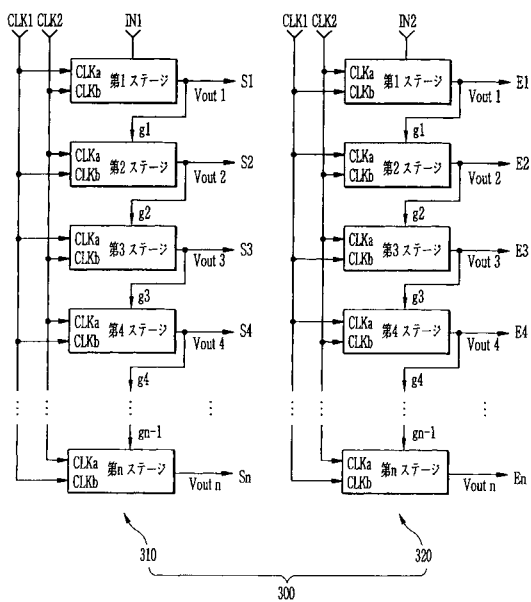 CLK1 CLK2 IN1
CLKa 第1 ステージ
CLKb
S1
Vout 1
g1
CLKa
CLKb 第2 ステージ
S2
Vout 2
g2
CLKa 第3 ステージ
CLKb
S3
Vout 3
g3
CLKa
CLKb 第4 ステージ
S4
Vout 4
g4
gn-1
CLKa 第n ステージ
CLKb
Sn
Vout n
310
CLK1 CLK2 IN2
CLKa 第1 ステージ
CLKb
E1
Vout 1
g1
CLKa
CLKb 第2 ステージ
E2
Vout 2
g2
CLKa 第3 ステージ
CLKb
E3
Vout 3
g3
CLKa
CLKb 第4 ステージ
E4
Vout 4
g4
gn-1
CLKa 第n ステージ
CLKb
En
Vout n
320
300